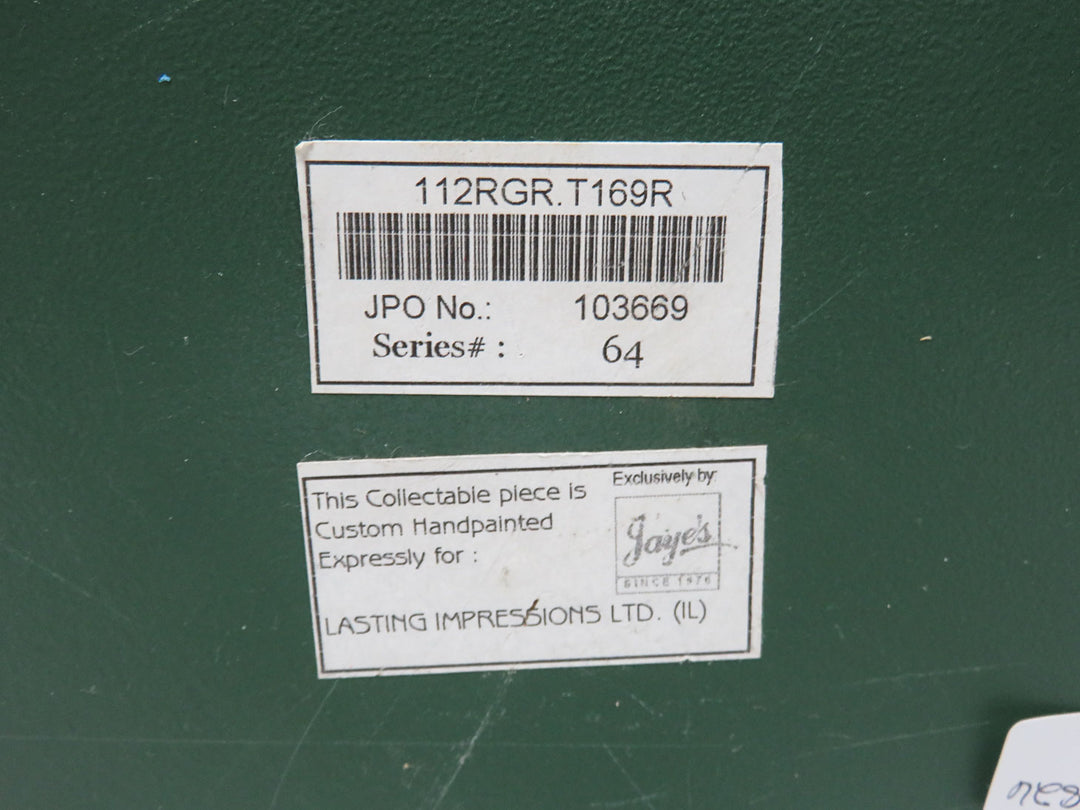 112RGR.T169R
JPO No.: 103669
Series# : 64
This Collectable piece is
Custom Handpainted
Expressly for :
Exclusively by:
Jaye's
SINCE 1976
LASTING IMPRESSIONS LTD. (IL)